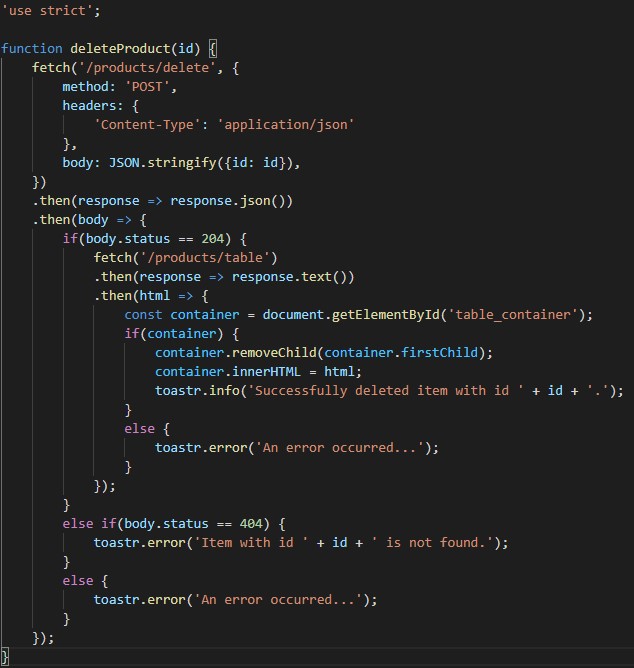 'use strict';
function deleteProduct(id) {
fetch('/products/delete', {
method: 'POST',
headers: {
'Content-Type': 'application/json'
},
body: JSON.stringify({id: id}),
})
.then(response => response.json())
.then(body => {
if(body.status == 204) {
fetch('/products/table')
.then(response => response.text())
.then(html => {
const container = document.getElementById('table_container');
if(container) {
container.removeChild(container.firstChild);
container.innerHTML = html;
toastr.info('Successfully deleted item with id ' + id + '.');
}
else {
toastr.error('An error occurred...');
}
});
}
else if(body.status == 404) {
toastr.error('Item with id ' + id + ' is not found.');
}
else {
toastr.error('An error occurred...');
}
});
}